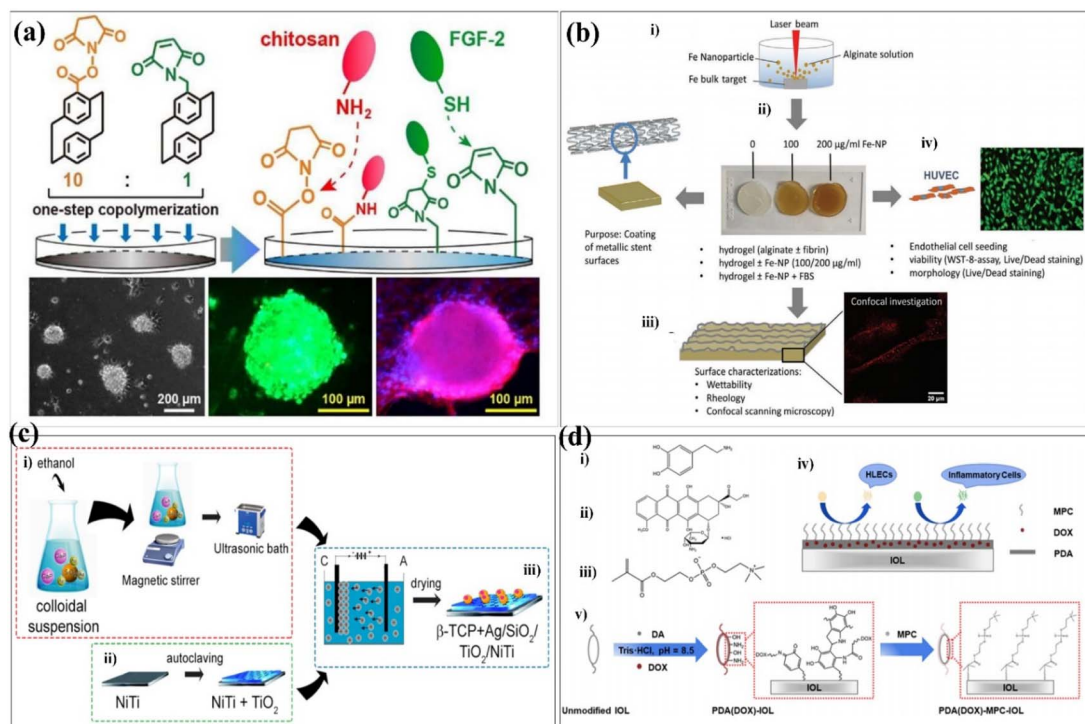 (a)
chitosan
FGF-2
NH2
SH
NH
S
O
N
10 : 1
one-step copolymerization
200 μm
100 μm
100 μm
(b)
i)
Laser beam
Fe Nanoparticle
Alginate solution
Fe bulk target
ii)
0 100 200 μg/ml Fe-NP
iv)
HUVEC
Purpose: Coating
of metallic stent
surfaces
• hydrogel (alginate ± fibrin)
• hydrogel ± Fe-NP (100/200 μg/ml)
• hydrogel ± Fe-NP + FBS
Endothelial cell seeding
viability (WST-8-assay, Live/Dead staining)
morphology (Live/Dead staining)
iii)
Confocal investigation
20 μm
Surface characterizations:
• Wettability
• Rheology
• Confocal scanning microscopy)
(c)
i) ethanol
Magnetic stirrer
Ultrasonic bath
colloidal
suspension
C A
drying
iii)
β-TCP+Ag/SiO2/
TiO2/NiTi
ii)
autoclaving
NiTi
NiTi + TiO2
(d)
i)
ii)
iii)
iv)
HLECs
Inflammatory Cells
MPC
DOX
PDA
IOL
v)
DA
Tris-HCl, pH = 8.5
DOX
MPC
IOL
IOL
Unmodified IOL
PDA(DOX)-IOL
PDA(DOX)-MPC-IOL